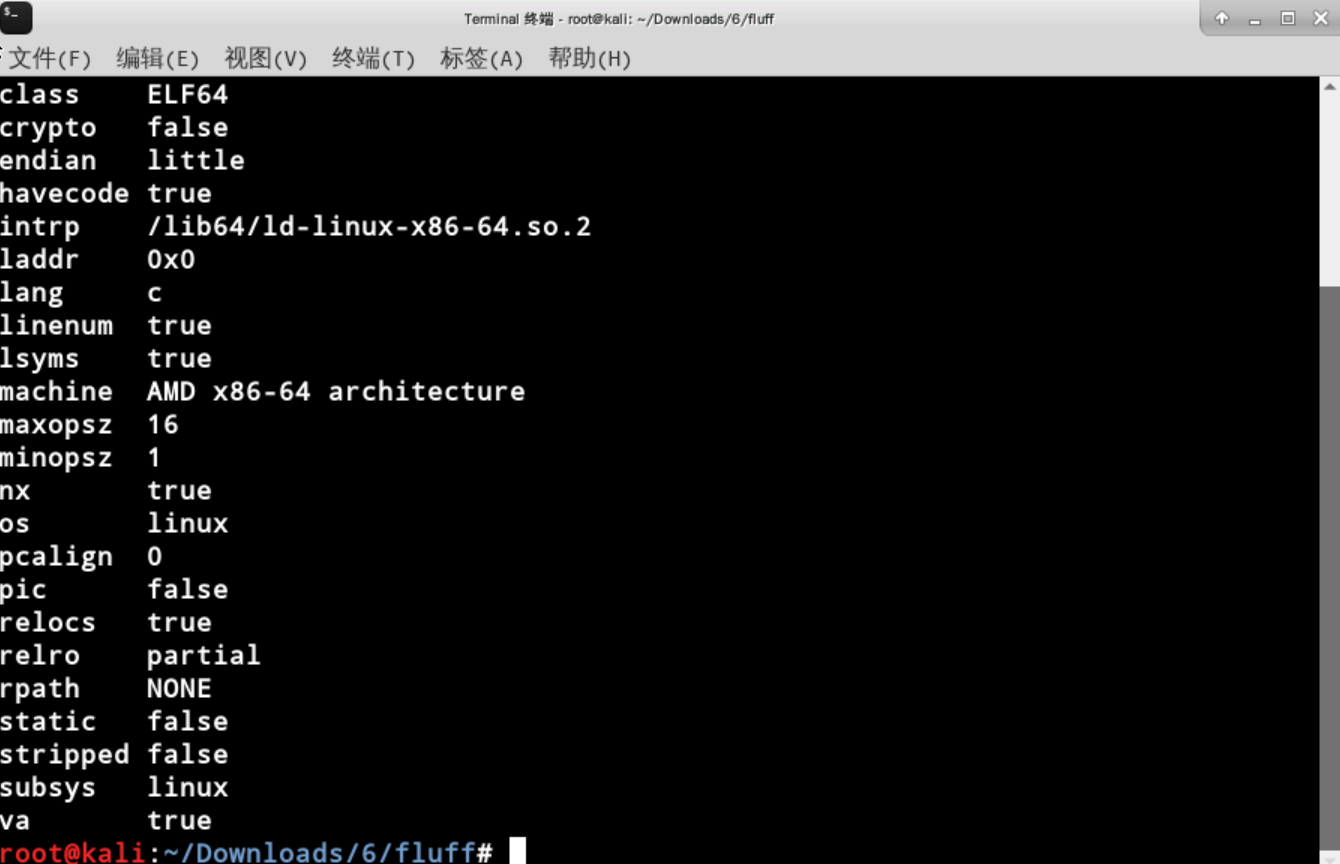 Terminal 终端 - root@kali: ~/Downloads/6/fluff
文件(F) 编辑(E) 视图(V) 终端(T) 标签(A) 帮助(H)
class ELF64
crypto false
endian little
havecode true
intrp /lib64/ld-linux-x86-64.so.2
laddr 0x0
lang c
linenum true
lsyms true
machine AMD x86-64 architecture
maxopsz 16
minopsz 1
nx true
os linux
pcalign 0
pic false
relocs true
relro partial
rpath NONE
static false
stripped false
subsys linux
va true
root@kali:~/Downloads/6/fluff#